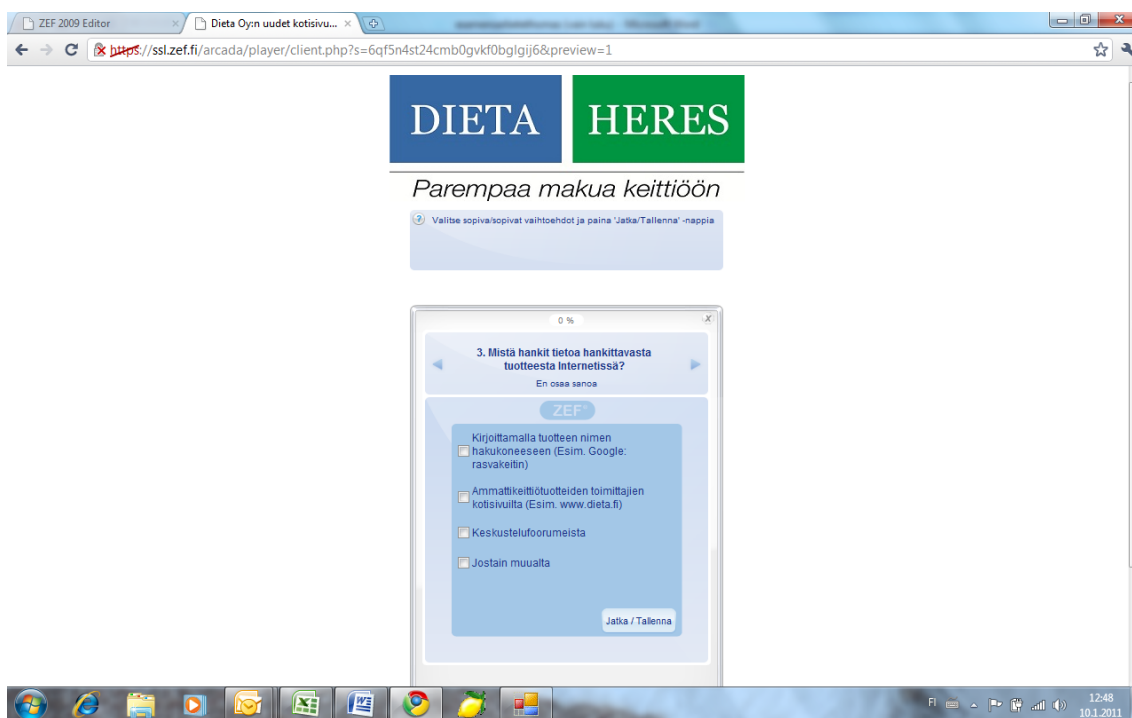 ZEF 2009 Editor
Dieta Oy:n uudet kotisivu...
https://ssl.zef.fi/arcada/player/client.php?s=6qf5n4st24cmb0gvkf0bglgij6&preview=1
DIETA HERES
Parempaa makua keittiöön
Valitse sopiva/sopivat vaihtoehdot ja paina 'Jatka/Tallenna' -nappia
0 %
X
3. Mistä hankit tietoa hankittavasta
tuotteesta Internetissä?
En osaa sanoa
ZEF
Kirjoittamalla tuotteen nimen
hakukoneeseen (Esim. Google:
rasvakeitin)
Ammattikeittiötuotteiden toimittajien
kotisivuilta (Esim. www.dieta.fi)
Keskustelufoorumeista
Jostain muualta
Jatka / Tallenna
FI
12:48
10.1.2011